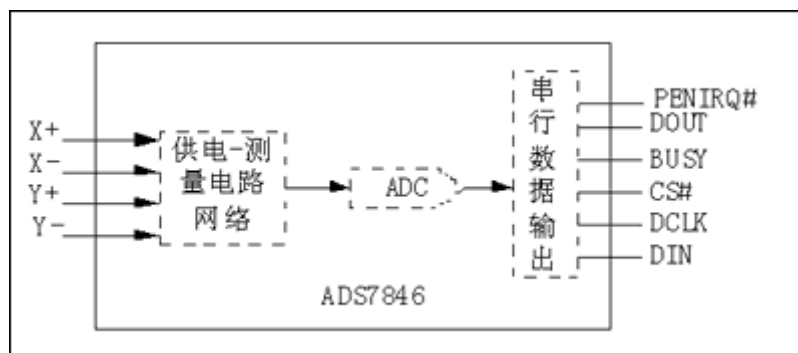 X+
X-
Y+
Y-
供电-测
量电路
网络
ADC
串
行
数
据
输
出
PENIRQ#
DOUT
BUSY
CS#
DCLK
DIN
ADS7846